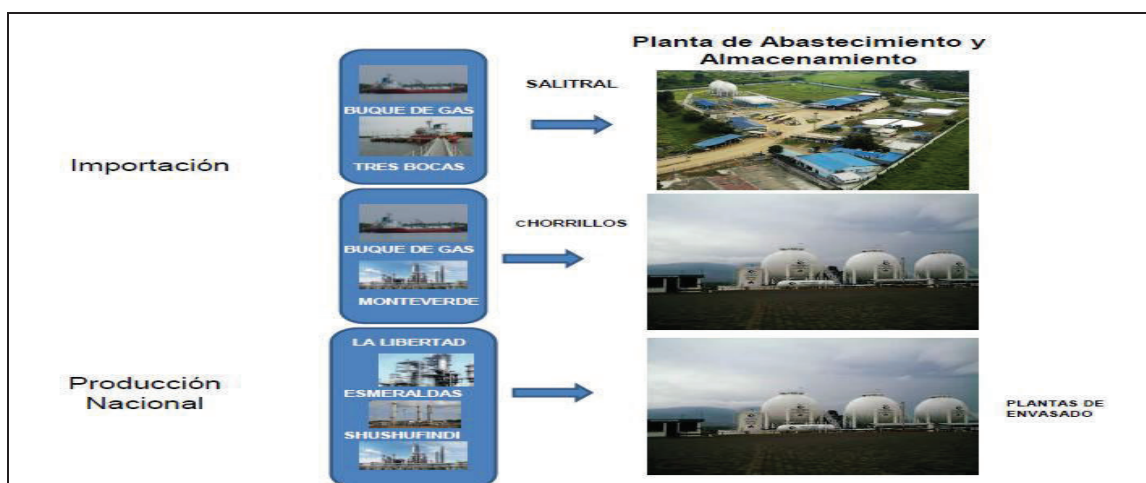 Planta de Abastecimiento y
Almacenamiento
SALITRAL
BUQUE DE GAS
TRES BOCAS
Importación
cHORRILLOS
BUQUE DE GAS
MONTEVERDE
LA LIBERTAD
ESMERALDAS
SHUSHUFINDI
Producción
Nacional
PLANTAS DE
ENVASADO